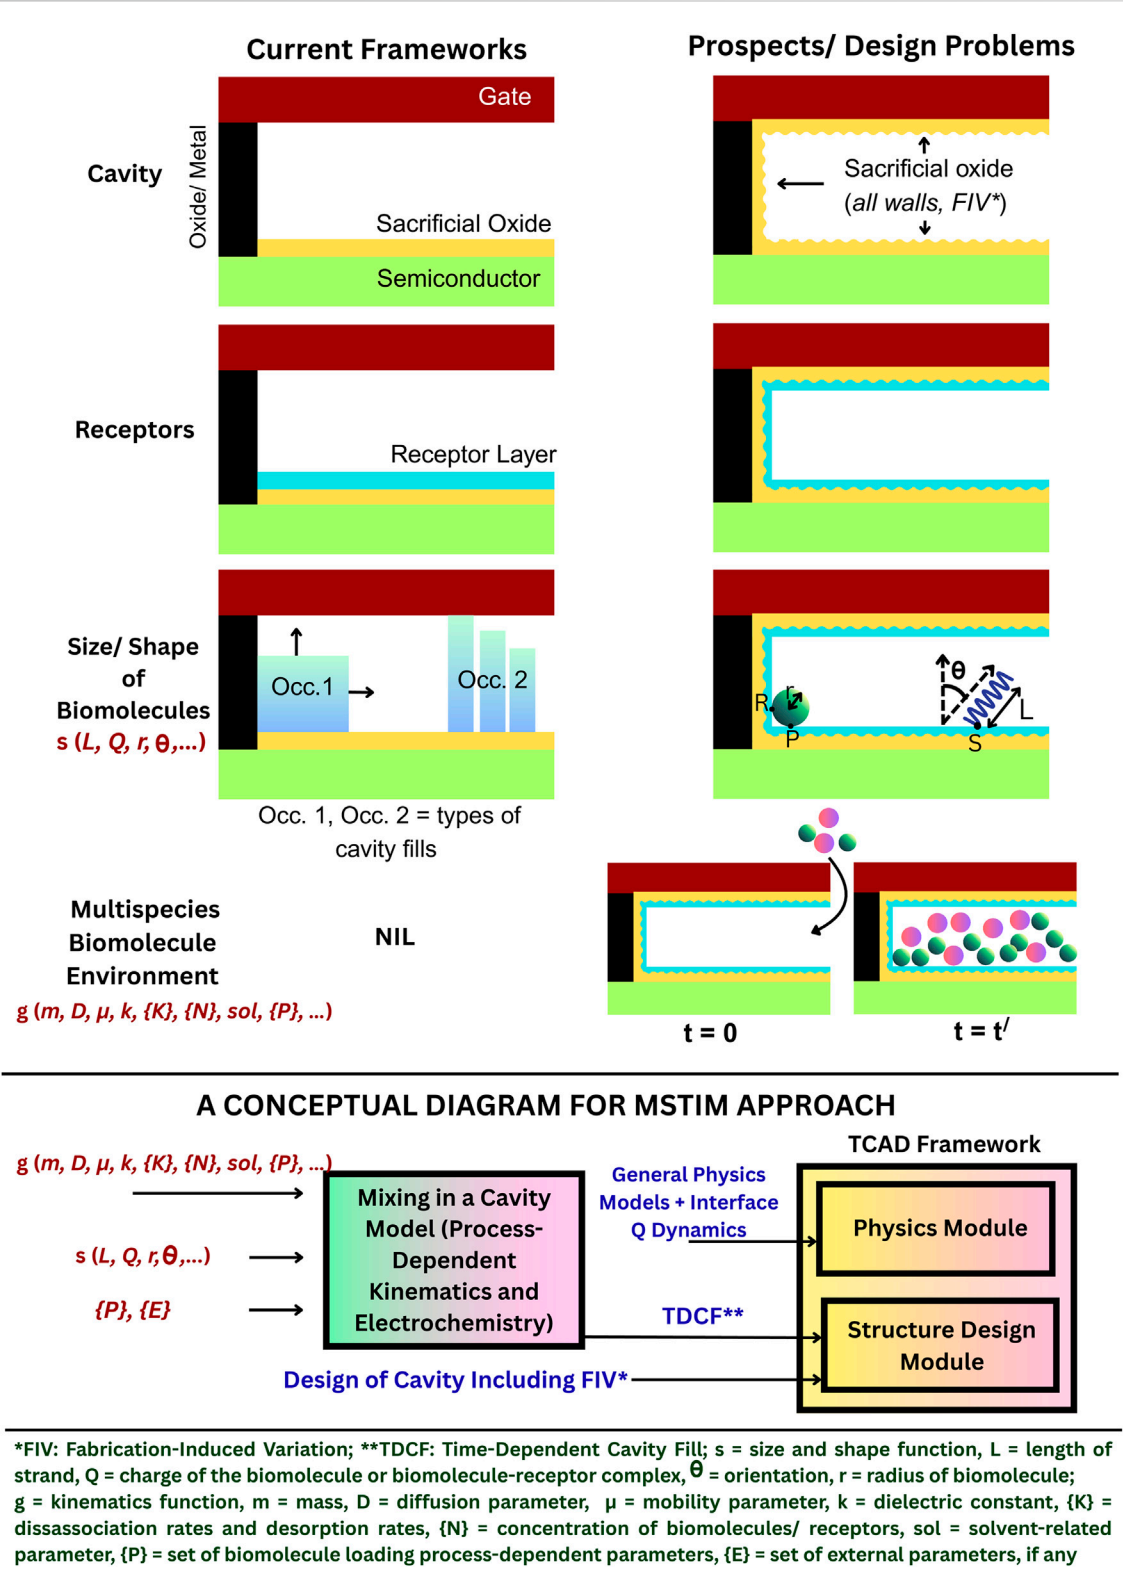 Current Frameworks
Prospects/ Design Problems
Cavity
Oxide/ Metal
Gate
Sacrificial Oxide
Semiconductor
Sacrificial oxide
(all walls, FIV*)
Receptors
Receptor Layer
Size/ Shape
of
Biomolecules
s (L, Q, r, θ,...)
Occ.1
Occ. 2
Occ. 1, Occ. 2 = types of
cavity fills
R
r
P
θ
L
S
Multispecies
Biomolecule
Environment
g (m, D, μ, k, {K}, {N}, sol, {P}, ...)
NIL
t = 0
t = t′
A CONCEPTUAL DIAGRAM FOR MSTIM APPROACH
g (m, D, μ, k, {K}, {N}, sol, {P}, ...)
s (L, Q, r, θ,...)
{P}, {E}
Mixing in a Cavity
Model (Process-
Dependent
Kinematics and
Electrochemistry)
General Physics
Models + Interface
Q Dynamics
TDCF**
Design of Cavity Including FIV*
TCAD Framework
Physics Module
Structure Design
Module
*FIV: Fabrication-Induced Variation; **TDCF: Time-Dependent Cavity Fill; s = size and shape function, L = length of
strand, Q = charge of the biomolecule or biomolecule-receptor complex, θ = orientation, r = radius of biomolecule;
g = kinematics function, m = mass, D = diffusion parameter, μ = mobility parameter, k = dielectric constant, {K} =
dissassociation rates and desorption rates, {N} = concentration of biomolecules/ receptors, sol = solvent-related
parameter, {P} = set of biomolecule loading process-dependent parameters, {E} = set of external parameters, if any